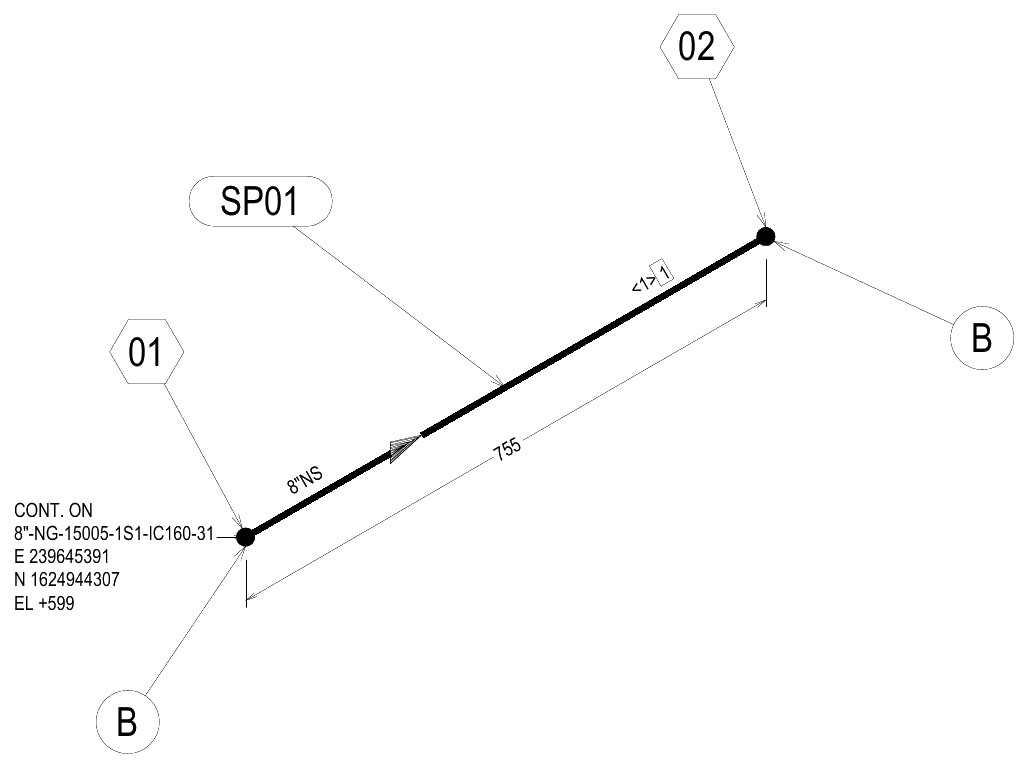 02
SP01
<1> 1
B
01
755
8"NS
CONT. ON
8"-NG-15005-1S1-IC160-31
E 239645391
N 1624944307
EL +599
B